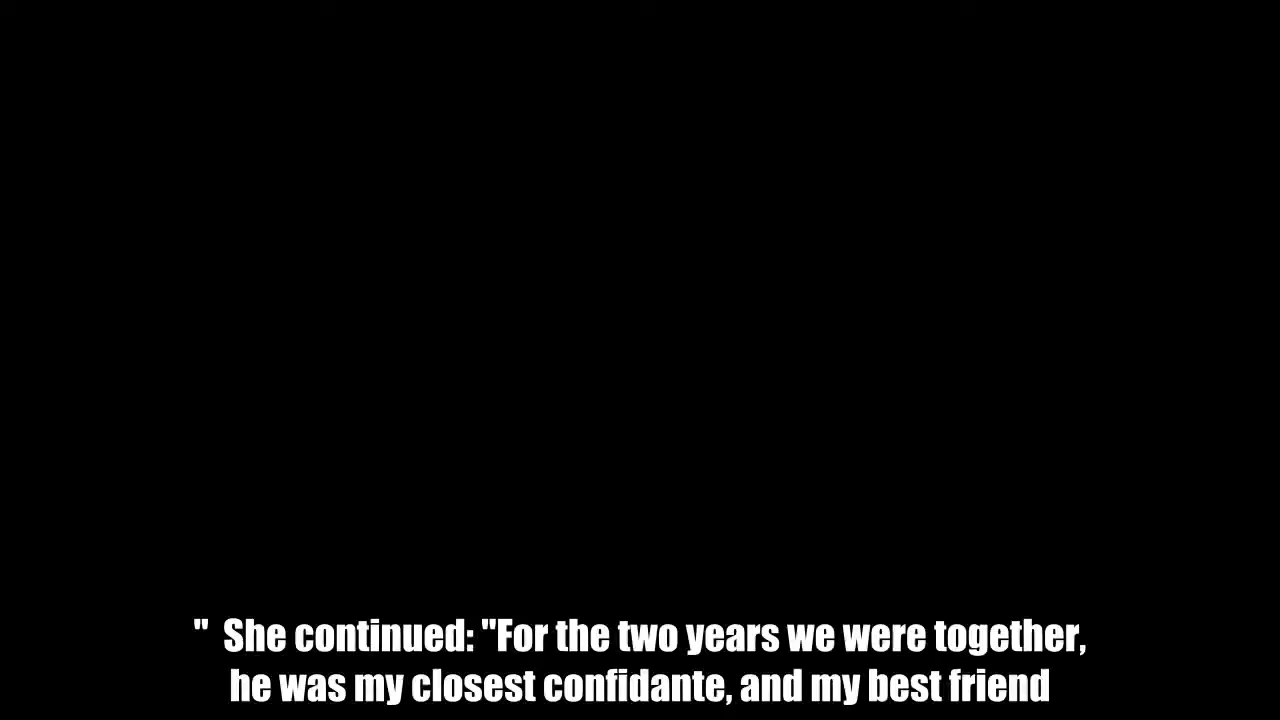 "  She continued: "For the two years we were together,
he was my closest confidante, and my best friend